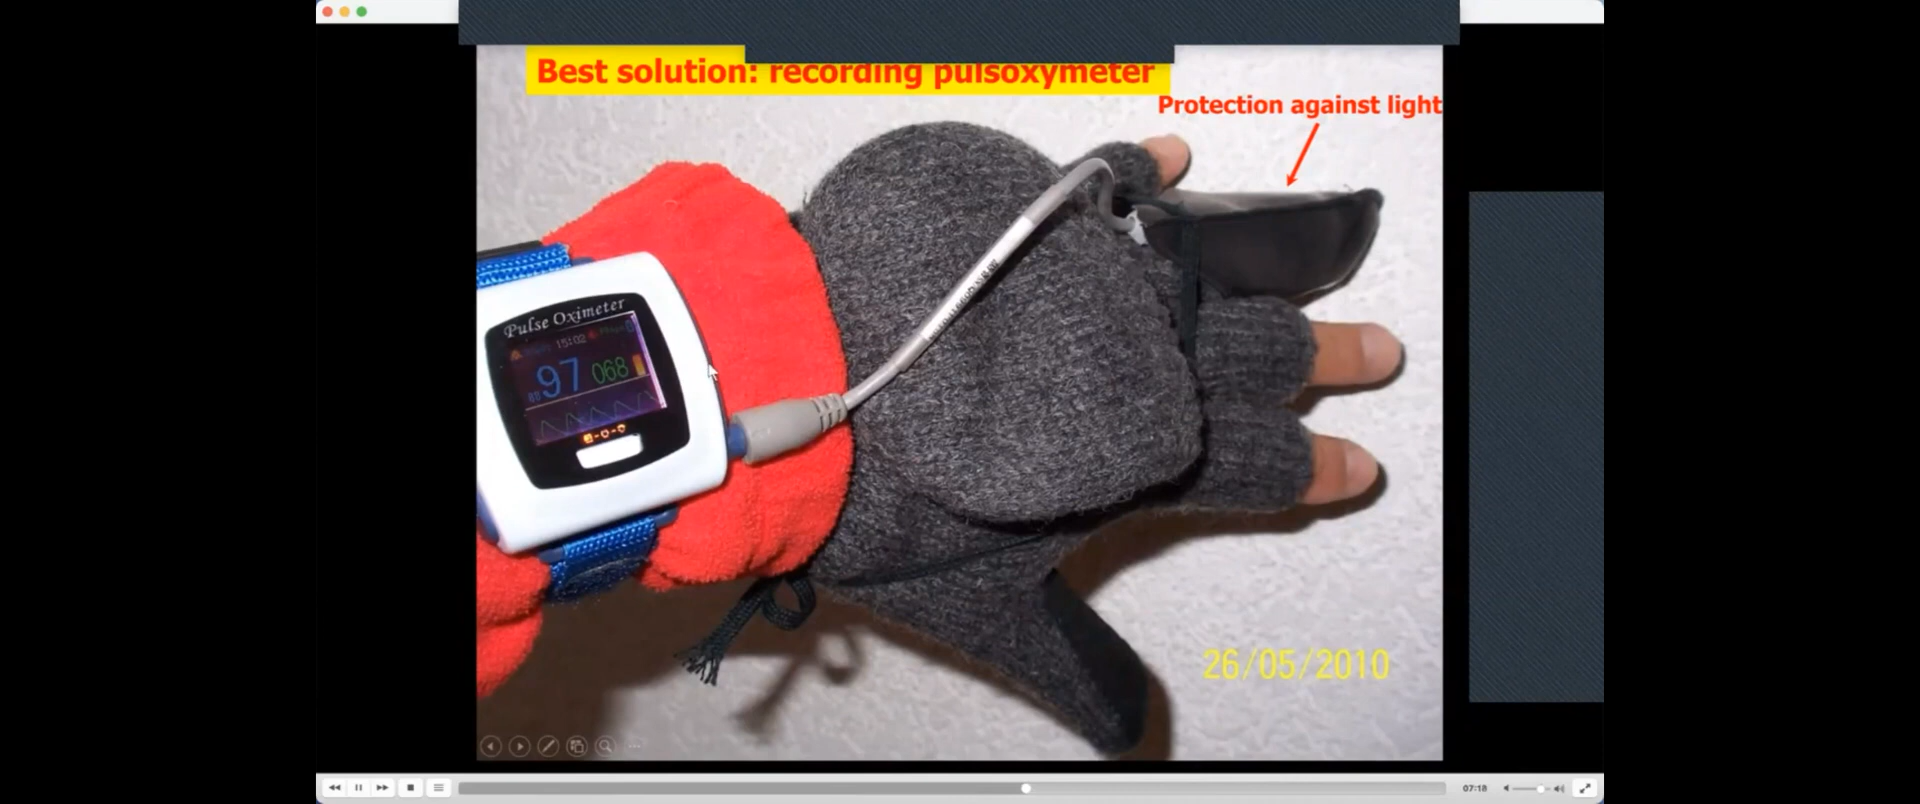 Best solution: recording pulsoxymeter
Protection against light
Pulse Oximeter
15:02
97 068
26/05/2010
07:18